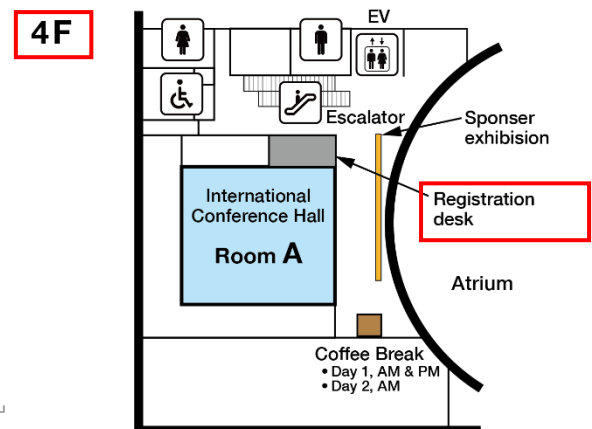 4F
EV
Escalator
Sponser
exhibision
Registration
desk
International
Conference Hall
Room A
Atrium
Coffee Break
• Day 1, AM & PM
• Day 2, AM